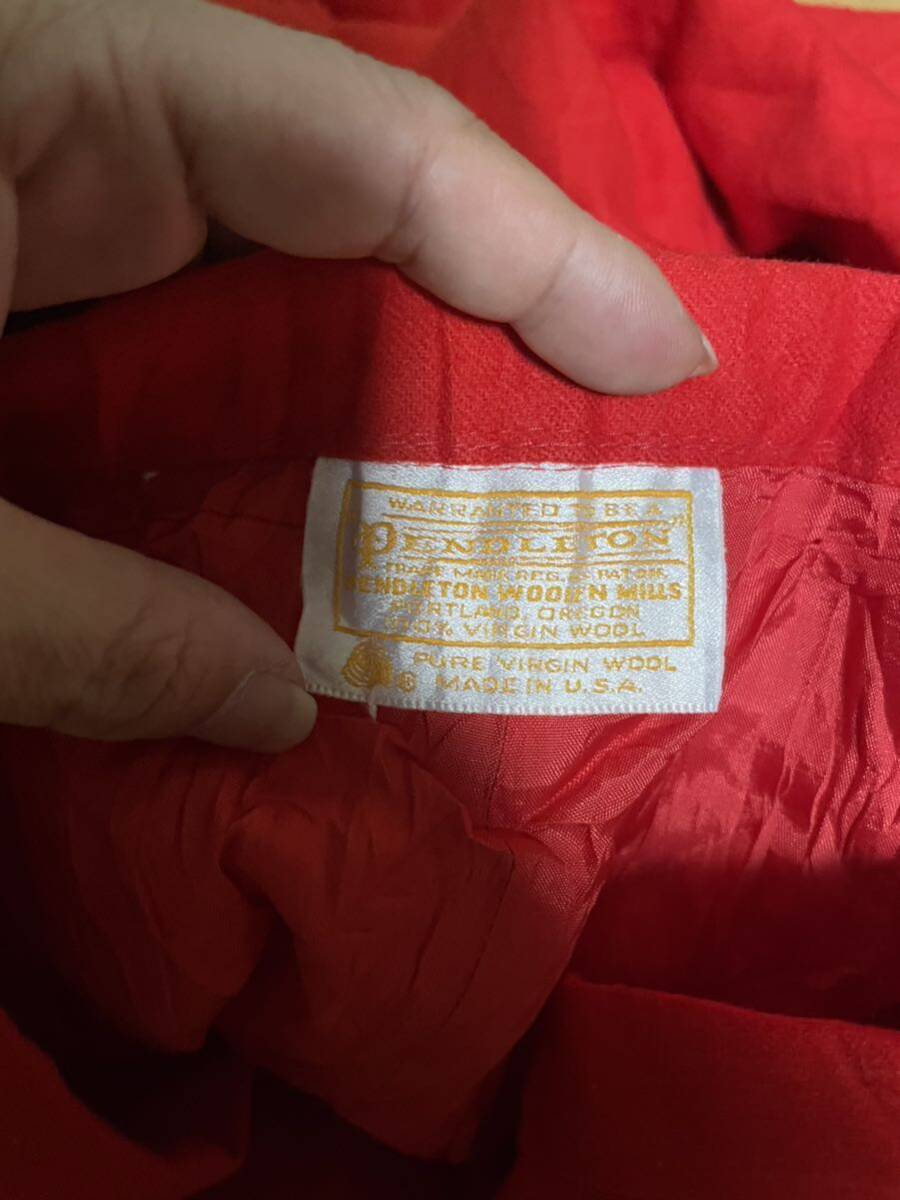 WARRANTED TO BE A
PENDLETON
TRADE MARK REG. U.S. PAT. OFF.
PENDLETON WOOLEN MILLS
PORTLAND, OREGON
100% VIRGIN WOOL
PURE VIRGIN WOOL
® MADE IN U.S.A.